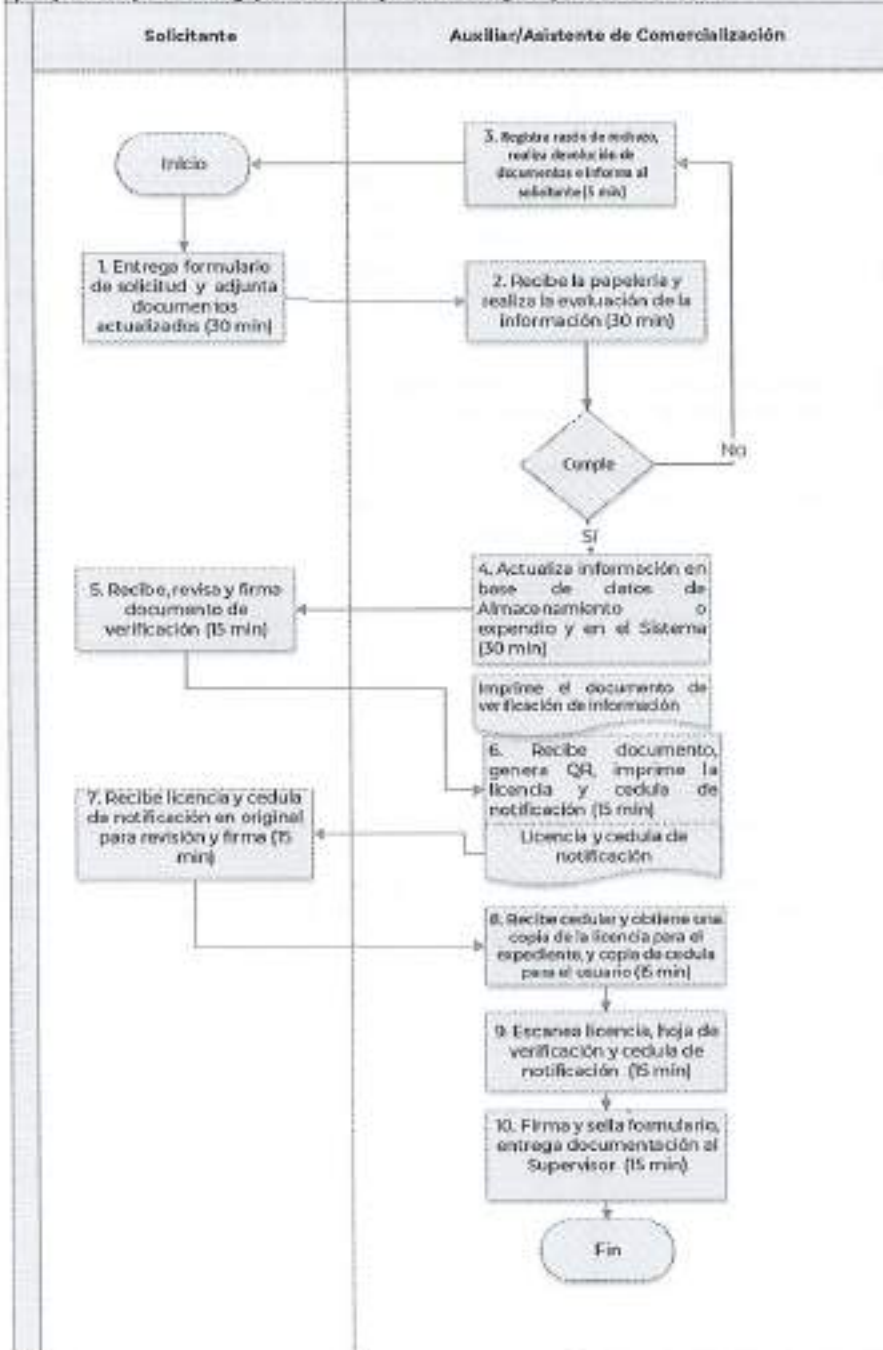 Solicitante
Auxiliar/Asistente de Comercialización
Inicio
3. Registra razón de rechazo,
realiza devolución de
documentos e informa al
solicitante (5 min)
1. Entrega formulario
de solicitud y adjunta
documentos
actualizados (30 min)
2. Recibe la papelería y
realiza la evaluación de la
información (30 min)
Cumple
No
Sí
4. Actualiza información en
base de datos de
Almacenamiento o
expendio y en el Sistema
(30 min)
Imprime el documento de
verificación de información
5. Recibe, revisa y firma
documento de
verificación (15 min)
6. Recibe documento,
genera QR, imprime la
licencia y cedula de
notificación (15 min)
Licencia y cedula de
notificación
7. Recibe licencia y cedula
de notificación en original
para revisión y firma (15
min)
8. Recibe cedular y obtiene una
copia de la licencia para el
expediente, y copia de cedula
para el usuario (15 min)
9. Escanea licencia, hoja de
verificación y cedula de
notificación (15 min)
10. Firma y sella formulario,
entrega documentación al
Supervisor (15 min)
Fin